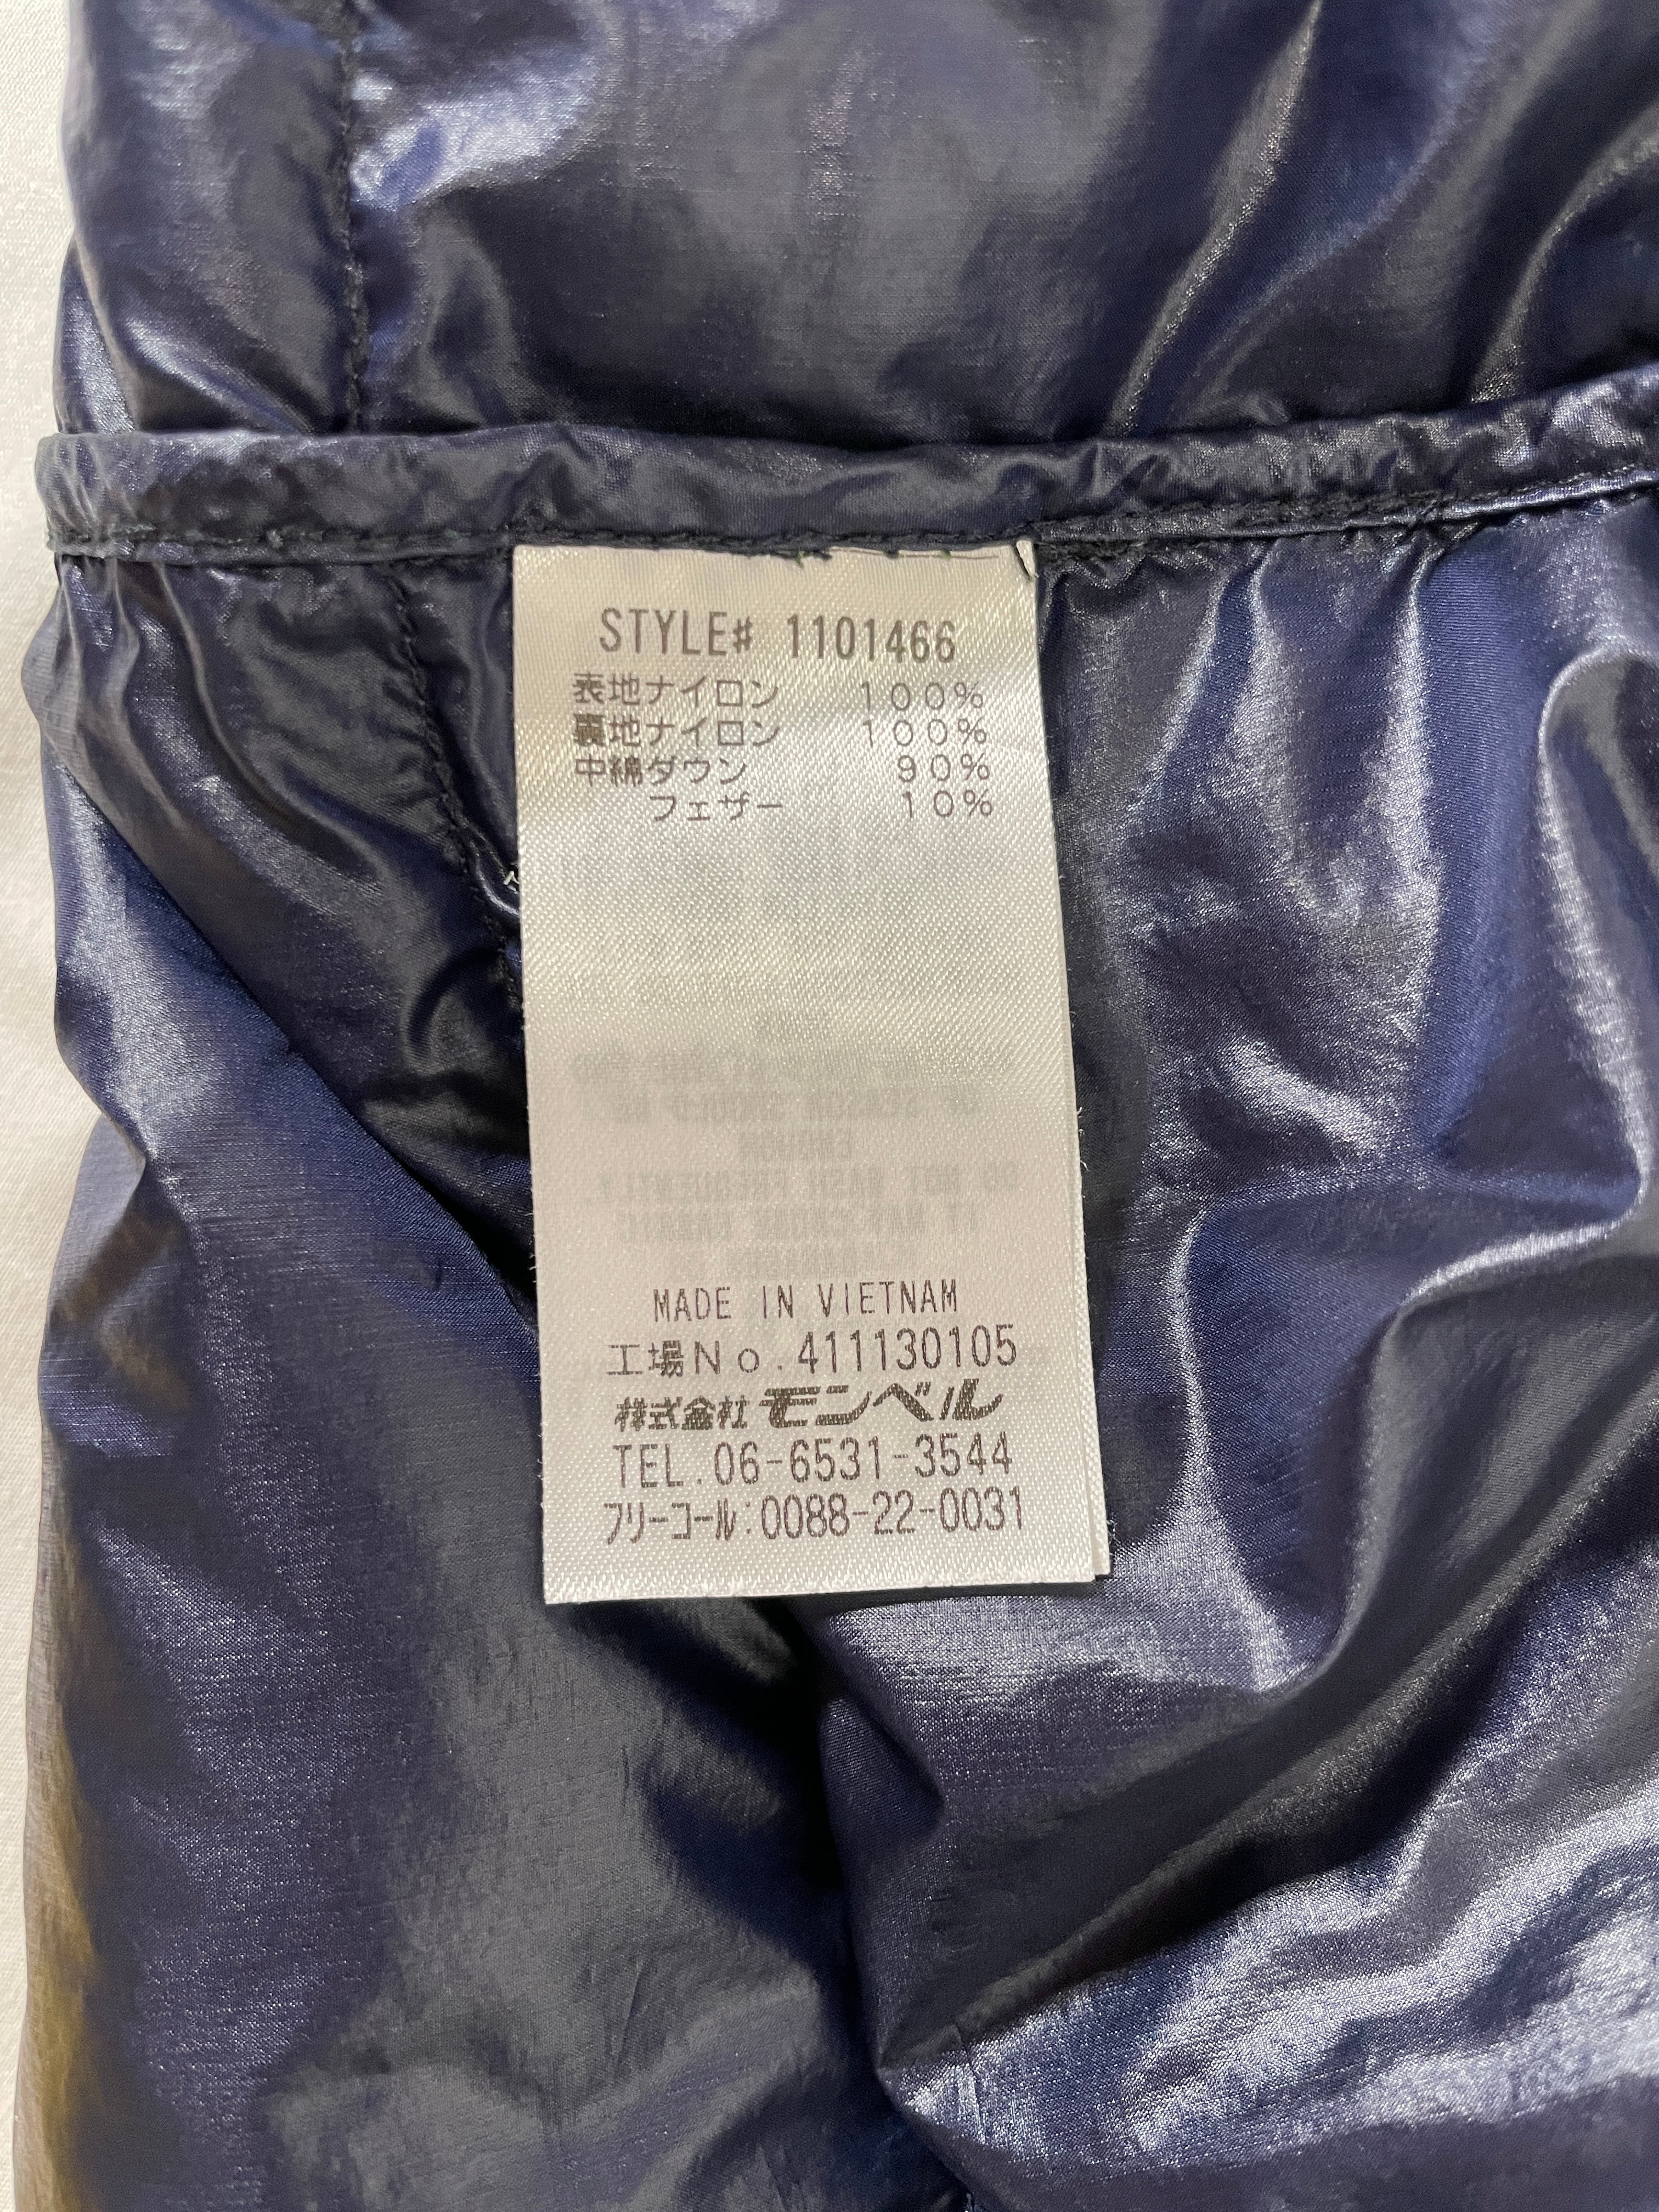 STYLE# 1101466
表地ナイロン 100%
裏地ナイロン 100%
中綿ダウン 90%
フェザー 10%
MADE IN VIETNAM
工場No.411130105
株式会社モンベル
TEL.06-6531-3544
フリーコール:0088-22-0031